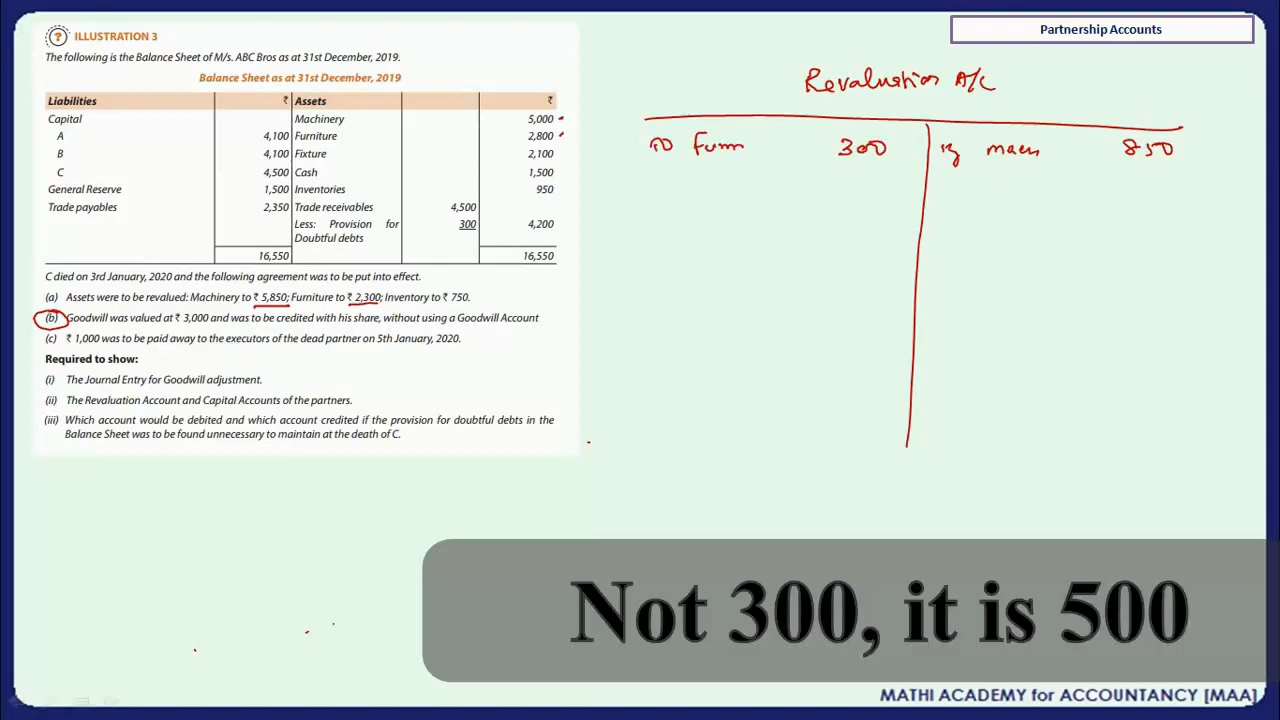 Partnership Accounts
ILLUSTRATION 3
The following is the Balance Sheet of M/s. ABC Bros as at 31st December, 2019.
Balance Sheet as at 31st December, 2019
Liabilities ₹ Assets ₹
Capital Machinery 5,000
A 4,100 Furniture 2,800
B 4,100 Fixture 2,100
C 4,500 Cash 1,500
General Reserve 1,500 Inventories 950
Trade payables 2,350 Trade receivables 4,500
Less: Provision for 300 4,200
Doubtful debts
16,550 16,550
C died on 3rd January, 2020 and the following agreement was to be put into effect.
(a) Assets were to be revalued: Machinery to ₹ 5,850; Furniture to ₹ 2,300; Inventory to ₹ 750.
(b) Goodwill was valued at ₹ 3,000 and was to be credited with his share, without using a Goodwill Account
(c) ₹ 1,000 was to be paid away to the executors of the dead partner on 5th January, 2020.
Required to show:
(i) The Journal Entry for Goodwill adjustment.
(ii) The Revaluation Account and Capital Accounts of the partners.
(iii) Which account would be debited and which account credited if the provision for doubtful debts in the
Balance Sheet was to be found unnecessary to maintain at the death of C.
Revaluation A/C
To Furn 300 By mach 850
Not 300, it is 500
MATHI ACADEMY for ACCOUNTANCY [MAA]